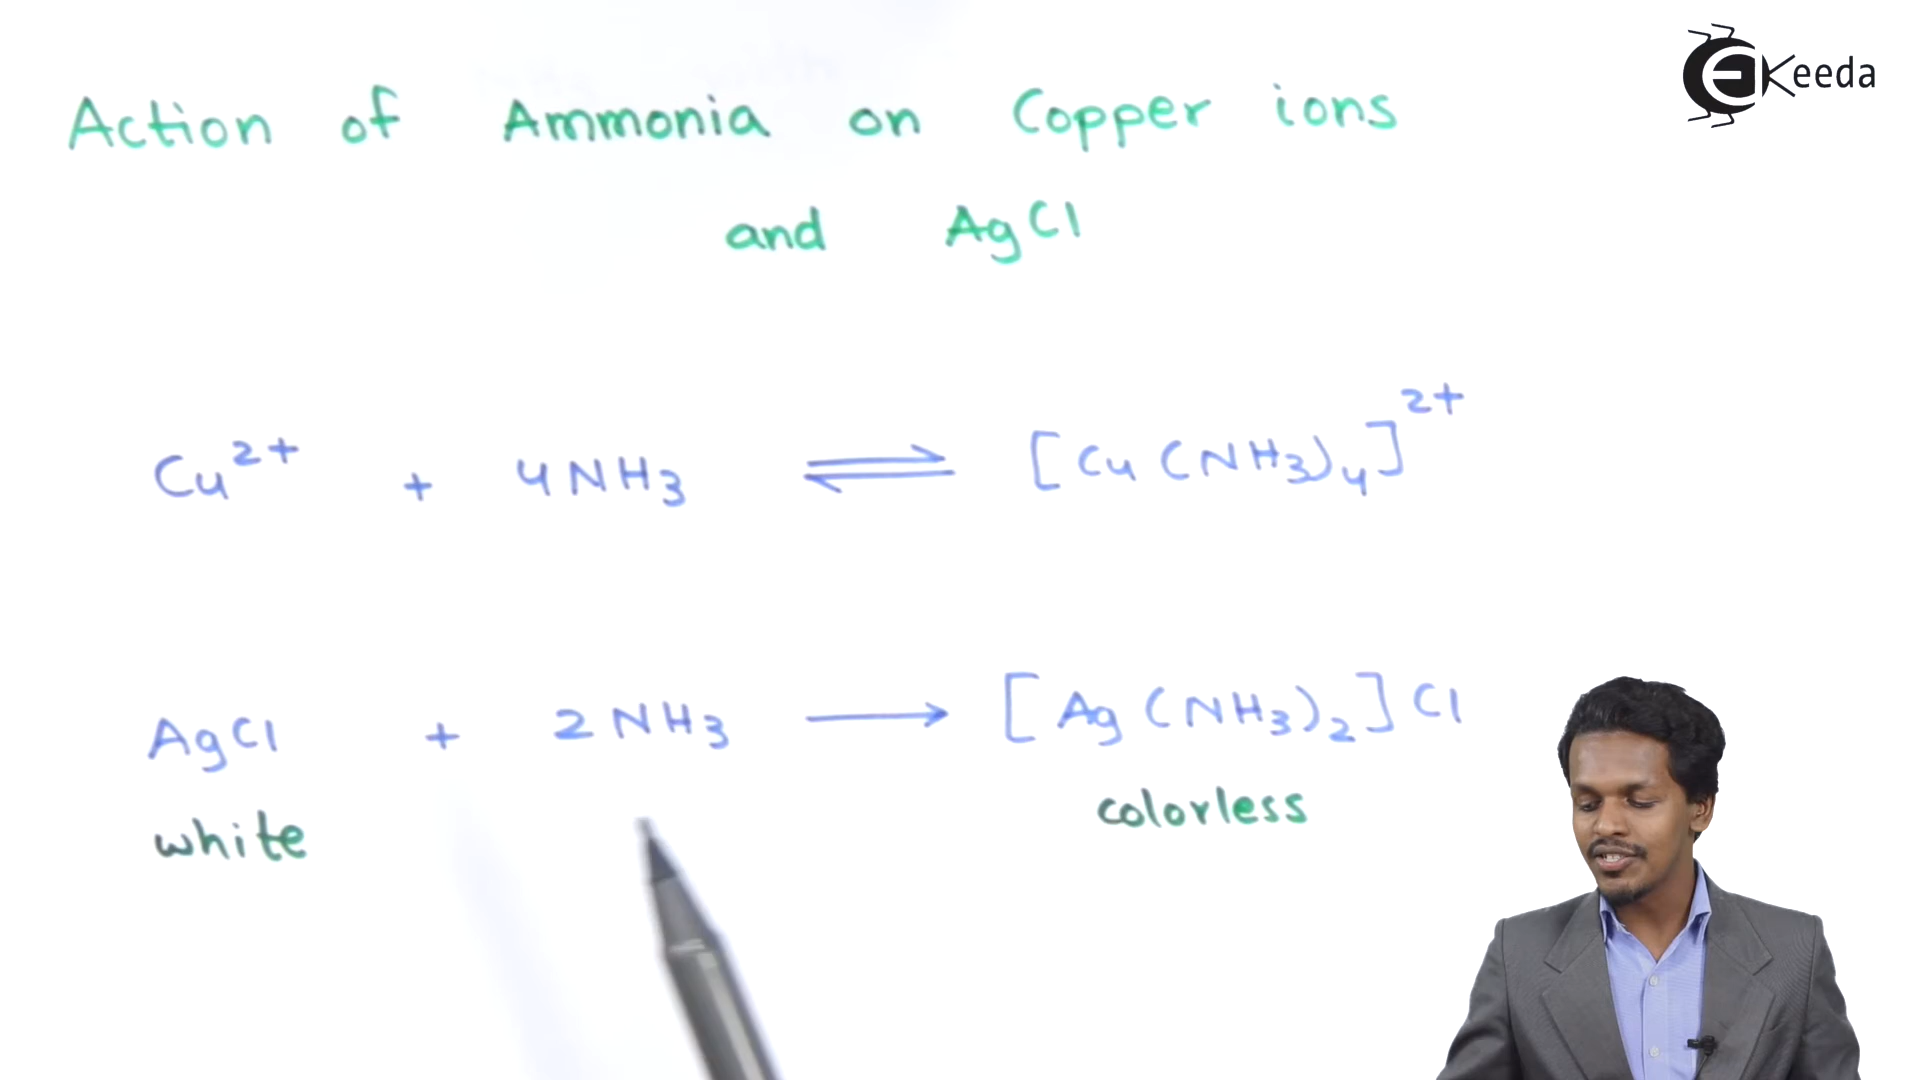 EKeeda
Action of Ammonia on Copper ions
and AgCl
Cu²⁺ + 4NH₃ ⇌ [Cu(NH₃)₄]²⁺
AgCl + 2NH₃ → [Ag(NH₃)₂]Cl
white colorless